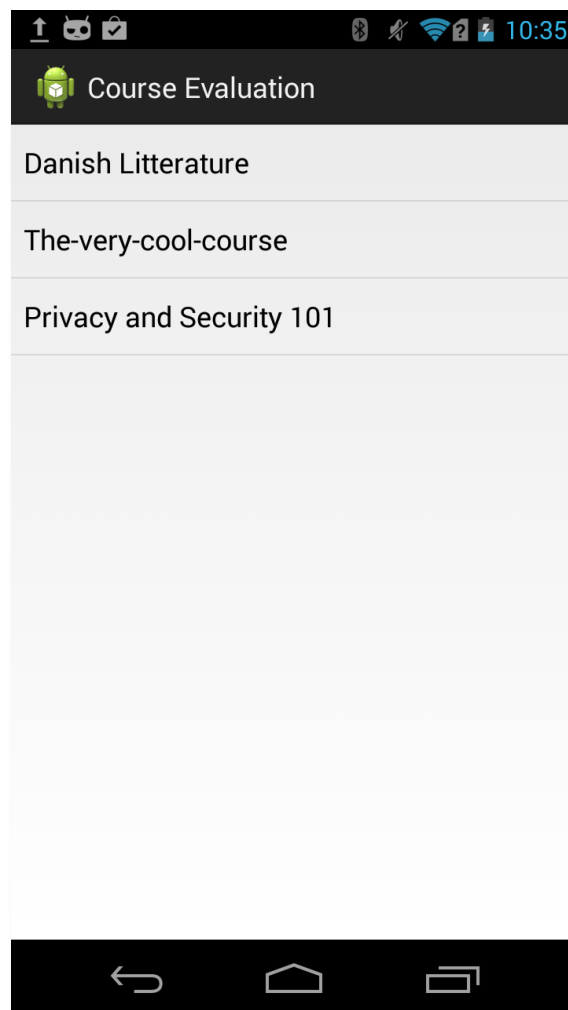 10:35
Course Evaluation
Danish Litterature
The-very-cool-course
Privacy and Security 101